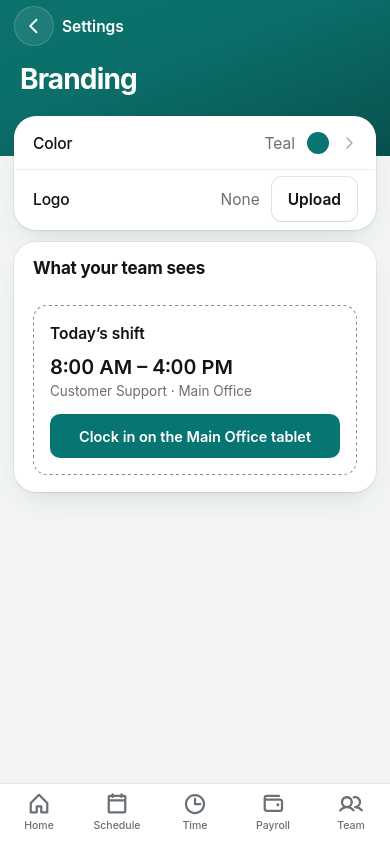 Settings
Branding
Color Teal
Logo None Upload
What your team sees
Today’s shift
8:00 AM – 4:00 PM
Customer Support · Main Office
Clock in on the Main Office tablet
Home Schedule Time Payroll Team